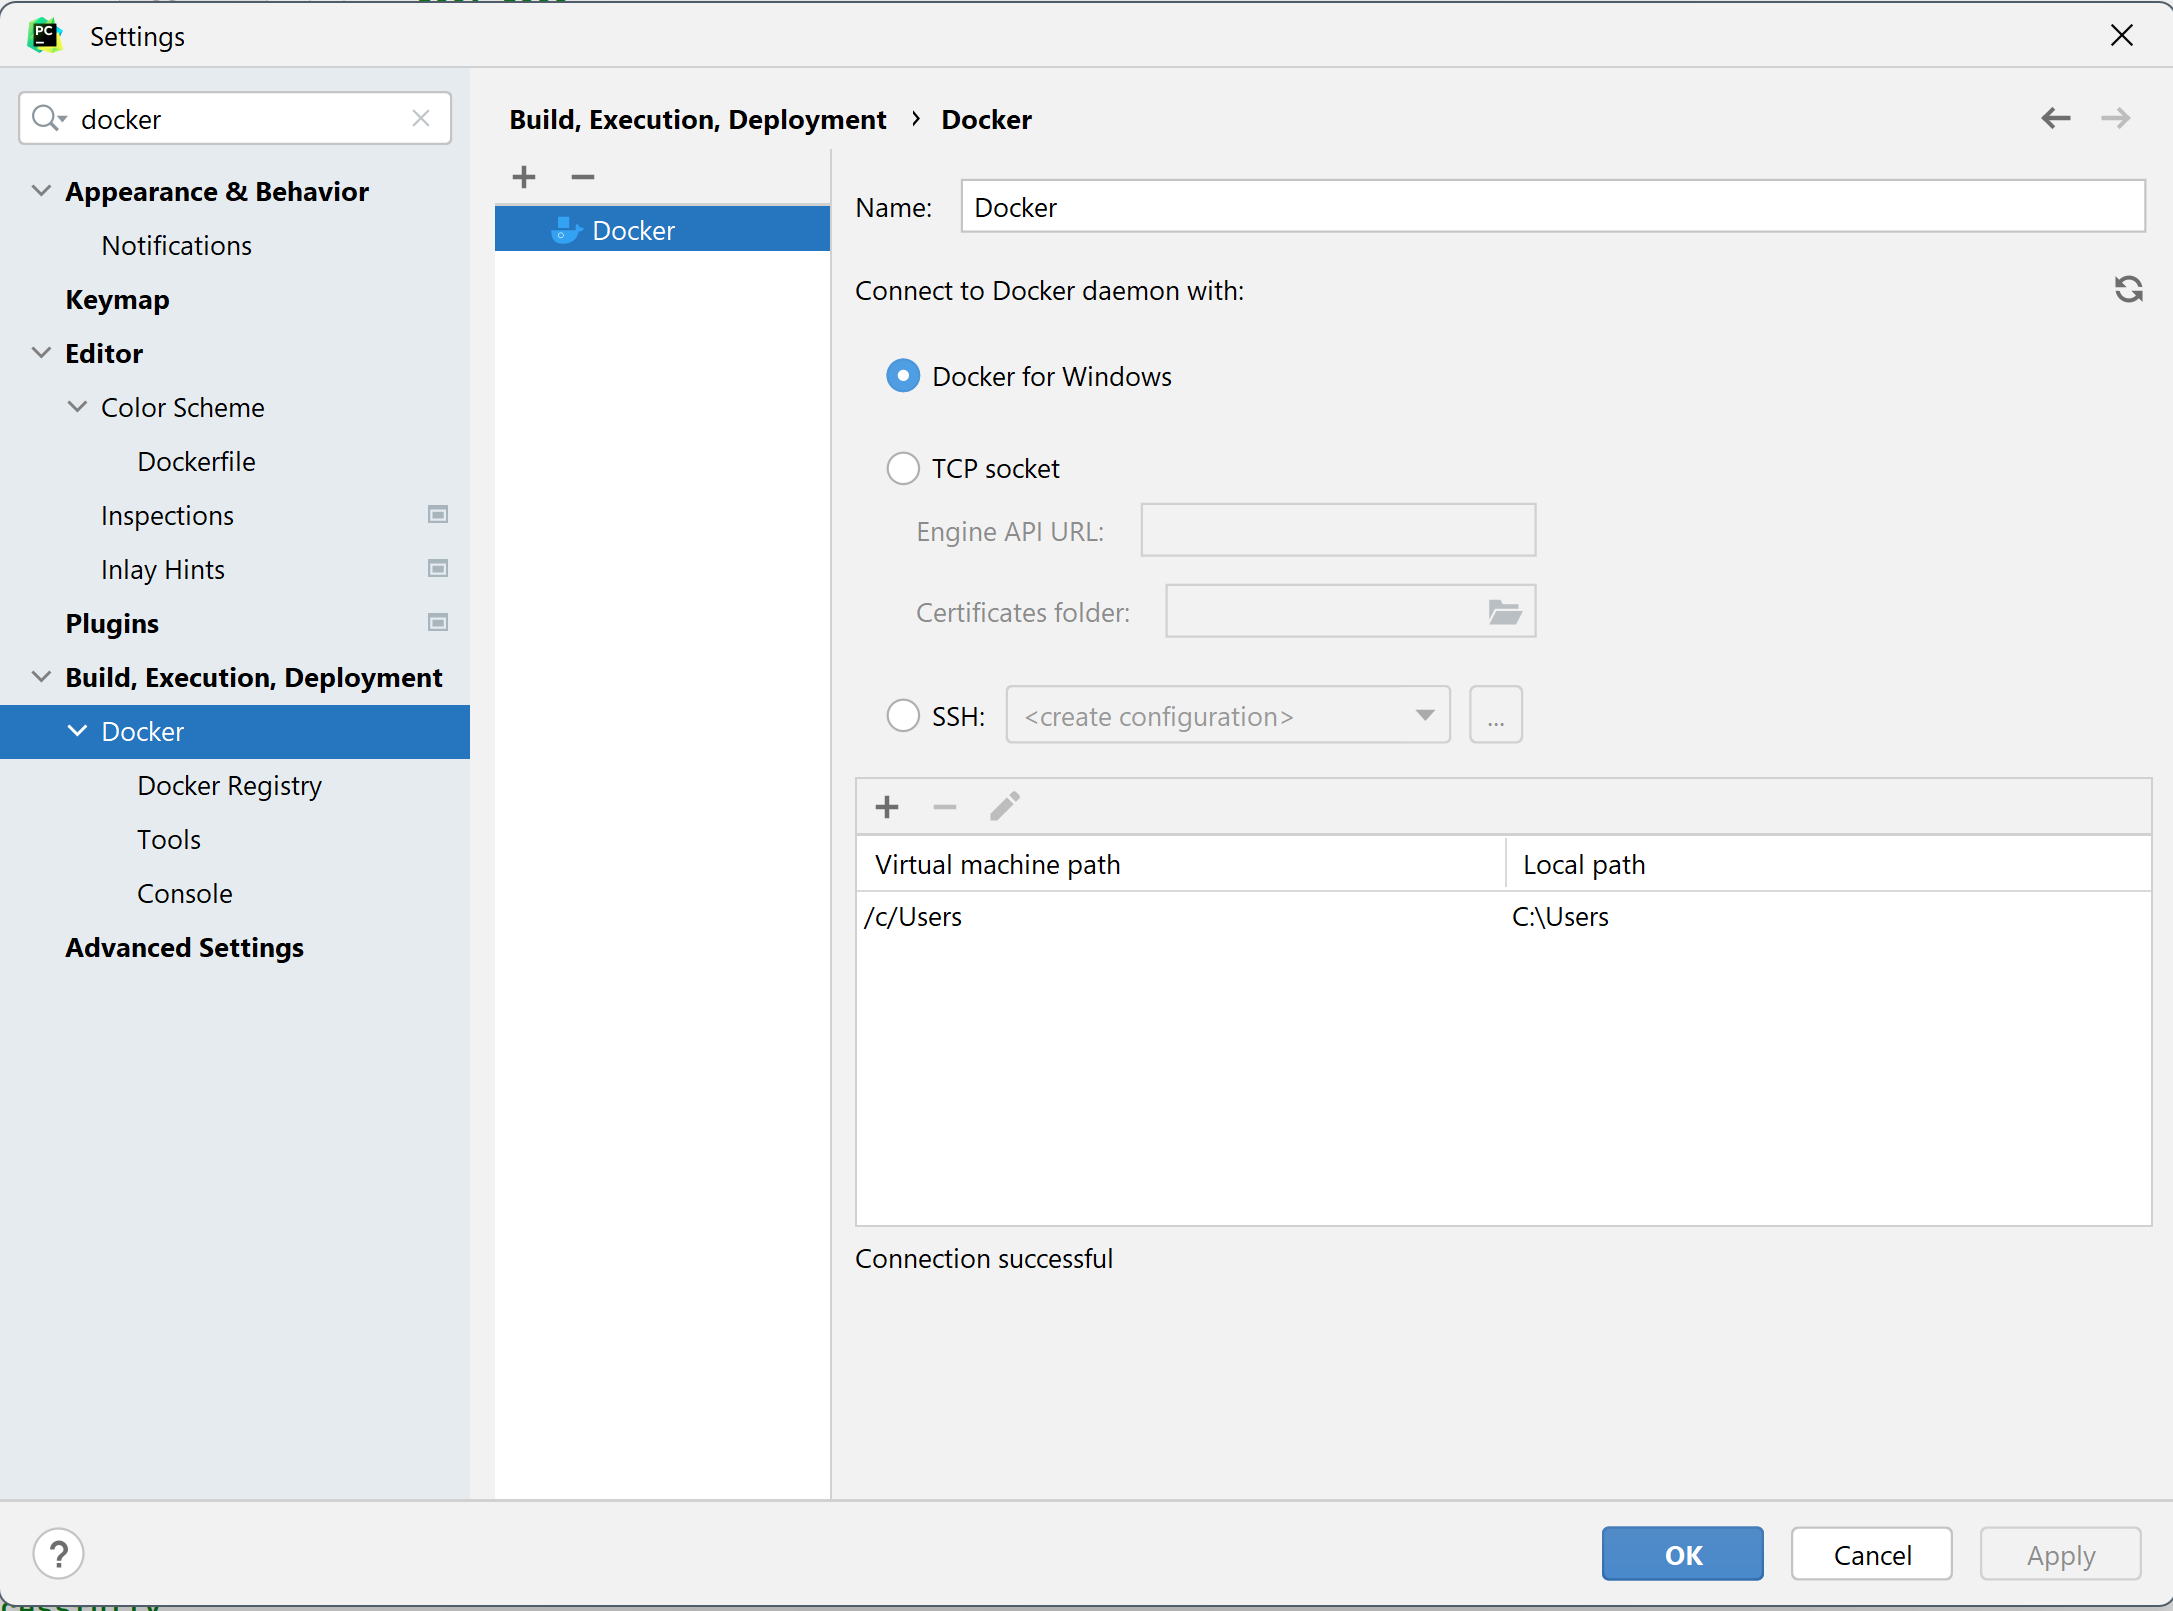 PC
Settings
docker
Appearance & Behavior
Notifications
Keymap
Editor
Color Scheme
Dockerfile
Inspections
Inlay Hints
Plugins
Build, Execution, Deployment
Docker
Docker Registry
Tools
Console
Advanced Settings
Build, Execution, Deployment › Docker
Docker
Name: Docker
Connect to Docker daemon with:
Docker for Windows
TCP socket
Engine API URL:
Certificates folder:
SSH: <create configuration> ...
Virtual machine path Local path
/c/Users C:\Users
Connection successful
? OK Cancel Apply